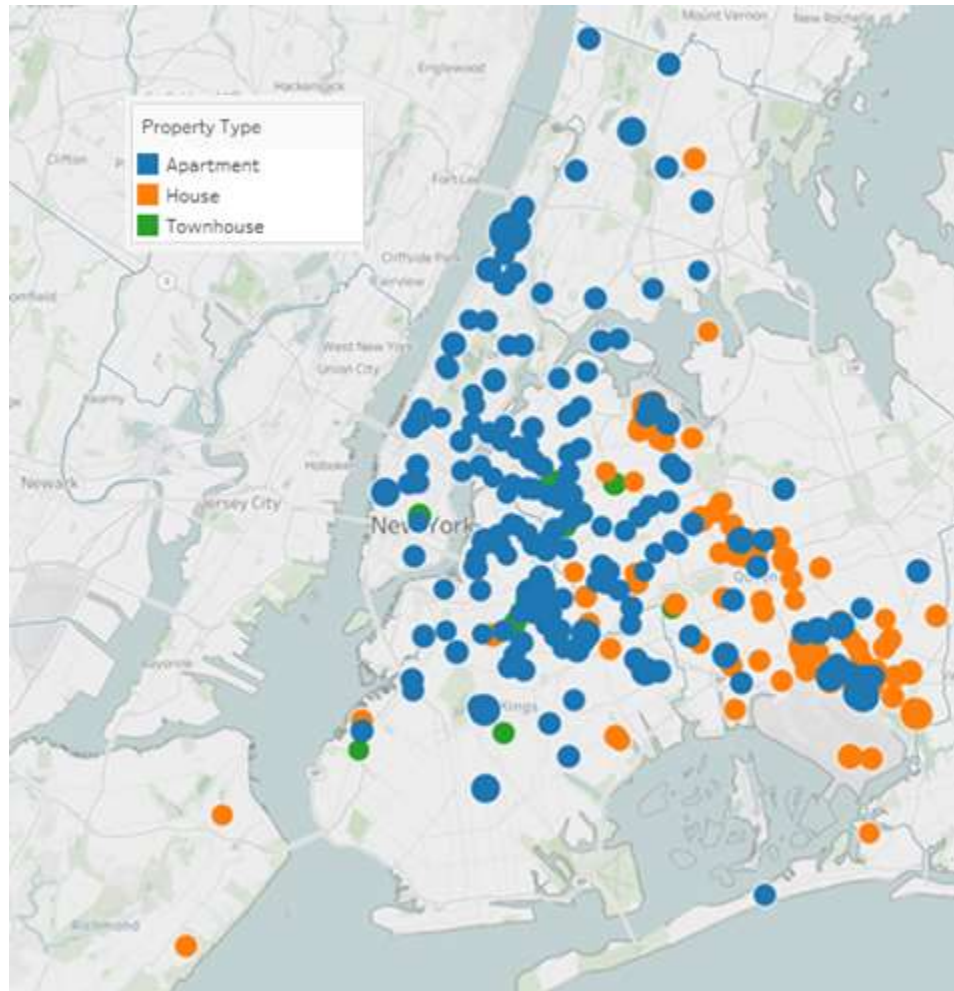 Mount Vernon
New Rochelle
Englewood
Hackensack
Property Type
Apartment
House
Townhouse
Clifton
Fort Lee
Cliffside Park
Fairview
West New York
Union City
Kearny
Hoboken
Newark
Jersey City
New York
Queen
Bayonne
Kings
Richmond